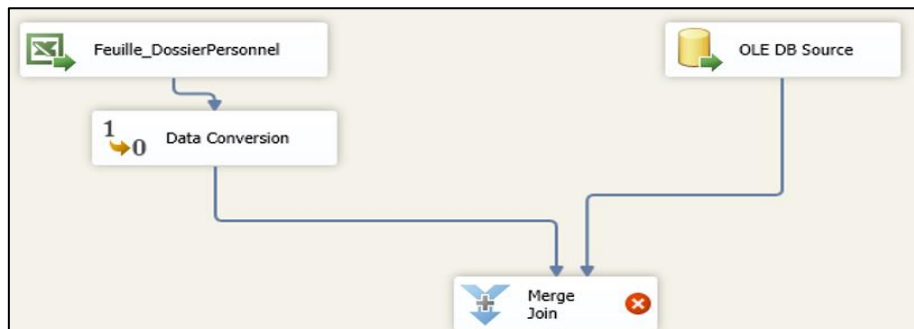 Feuille_DossierPersonnel
OLE DB Source
1
0
Data Conversion
Merge
Join